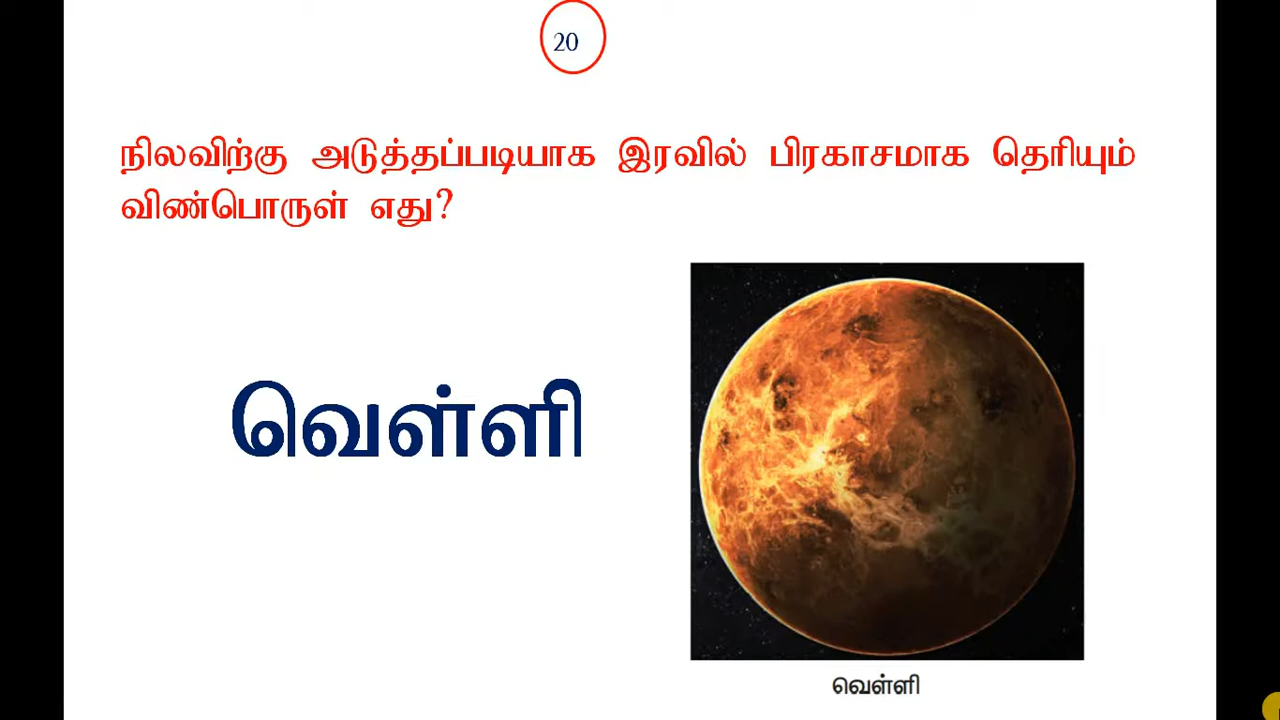 20
நிலவிற்கு அடுத்தப்படியாக இரவில் பிரகாசமாக தெரியும்
விண்பொருள் எது?
வெள்ளி
வெள்ளி